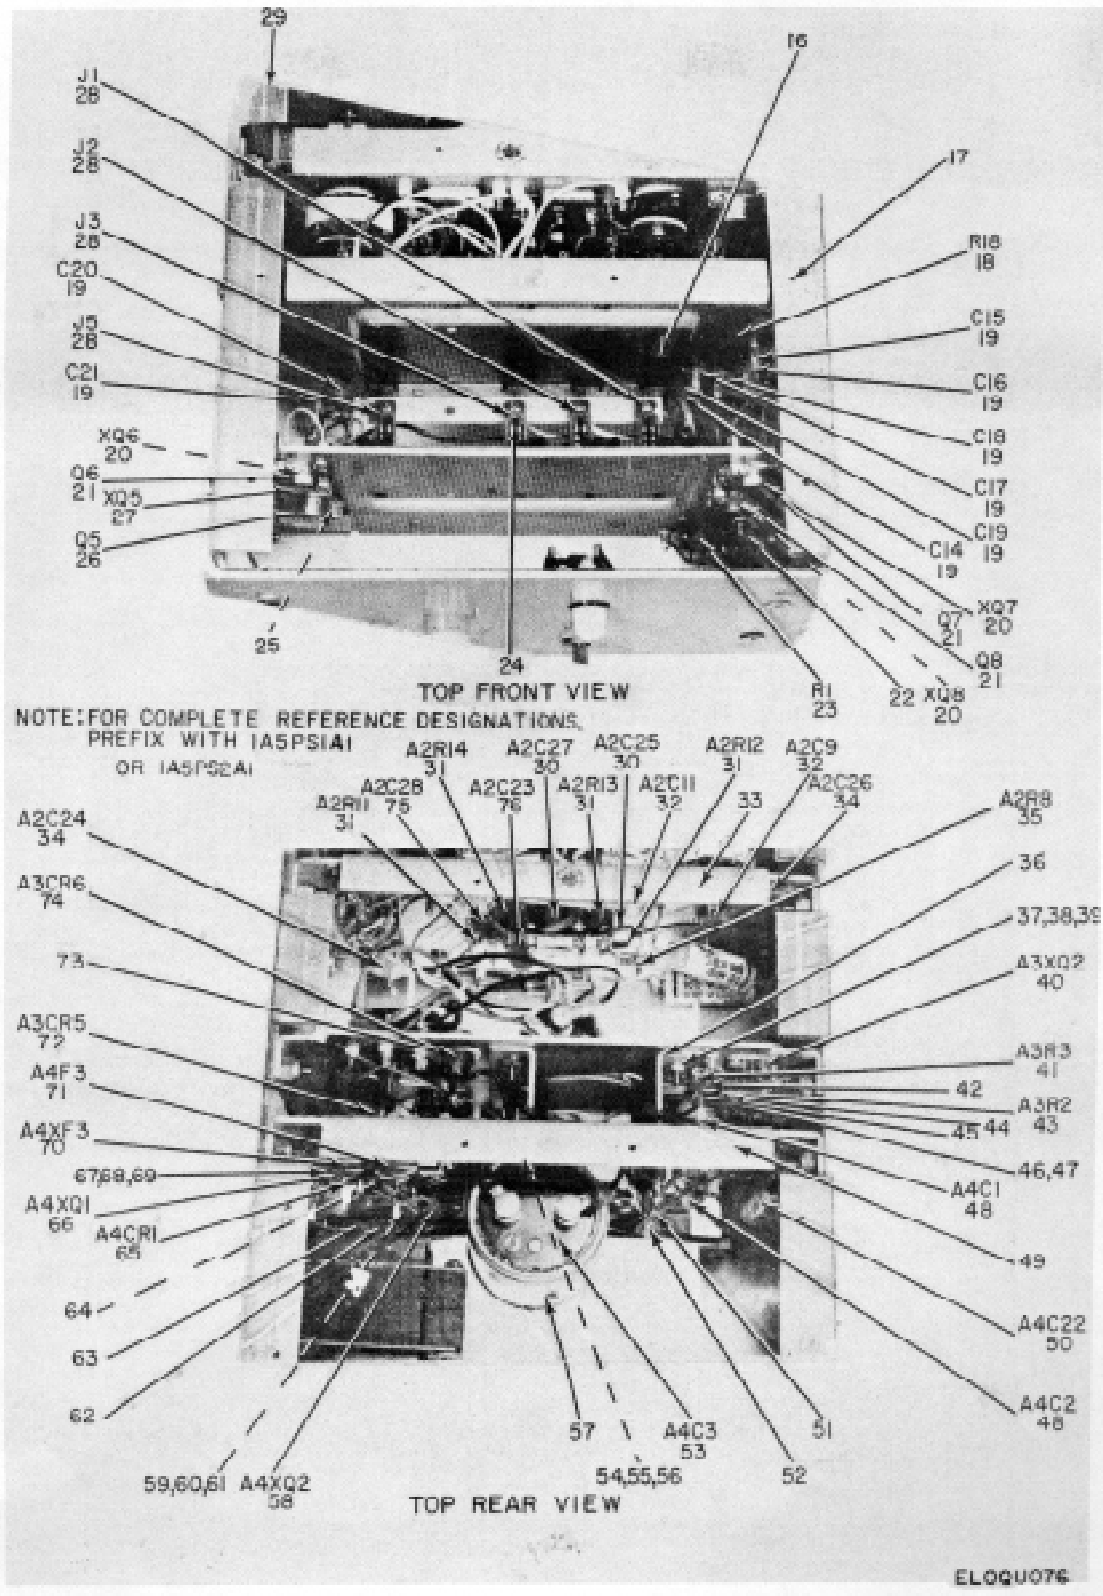 29
16
J1
28
J2
28
17
J3
28
R18
18
C20
19
C15
19
J5
28
C21
19
C16
19
XQ6
20
C18
19
Q6
21
XQ5
27
C17
19
Q5
26
C19
19
C14
19
Q7
21
XQ7
20
25
24
Q8
21
R1
23
22
XQ8
20
TOP FRONT VIEW
NOTE: FOR COMPLETE REFERENCE DESIGNATIONS,
PREFIX WITH 1A5PS1A1
OR 1A5PS2A1
A2R14
31
A2C27
30
A2C25
30
A2R12
31
A2C9
32
A2C28
75
A2C23
76
A2R13
31
A2C11
32
33
A2C26
34
A2R11
31
A2R8
35
A2C24
34
36
A3CR6
74
37,38,39
73
A3XQ2
40
A3CR5
72
A3R3
41
A4F3
71
42
A3R2
43
44
45
A4XF3
70
67,68,69
46,47
A4XQ1
66
A4C1
48
A4CR1
65
49
64
A4C22
50
63
62
A4C2
48
57
A4C3
53
51
59,60,61
A4XQ2
58
54,55,56
52
TOP REAR VIEW
EL0QU076